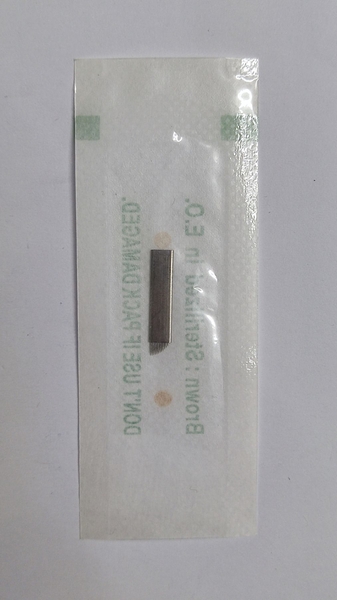 DON'T USE IF PACK DAMAGED.
Brown : Sterilized in E.O.